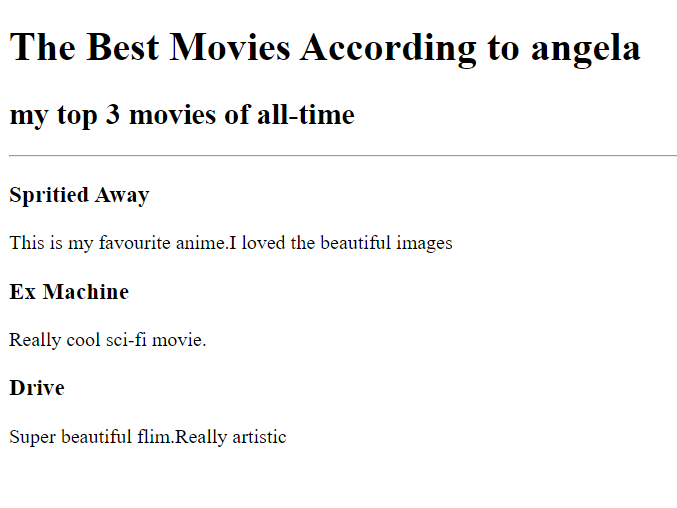 The Best Movies According to angela
my top 3 movies of all-time
Spritied Away
This is my favourite anime.I loved the beautiful images
Ex Machine
Really cool sci-fi movie.
Drive
Super beautiful flim.Really artistic